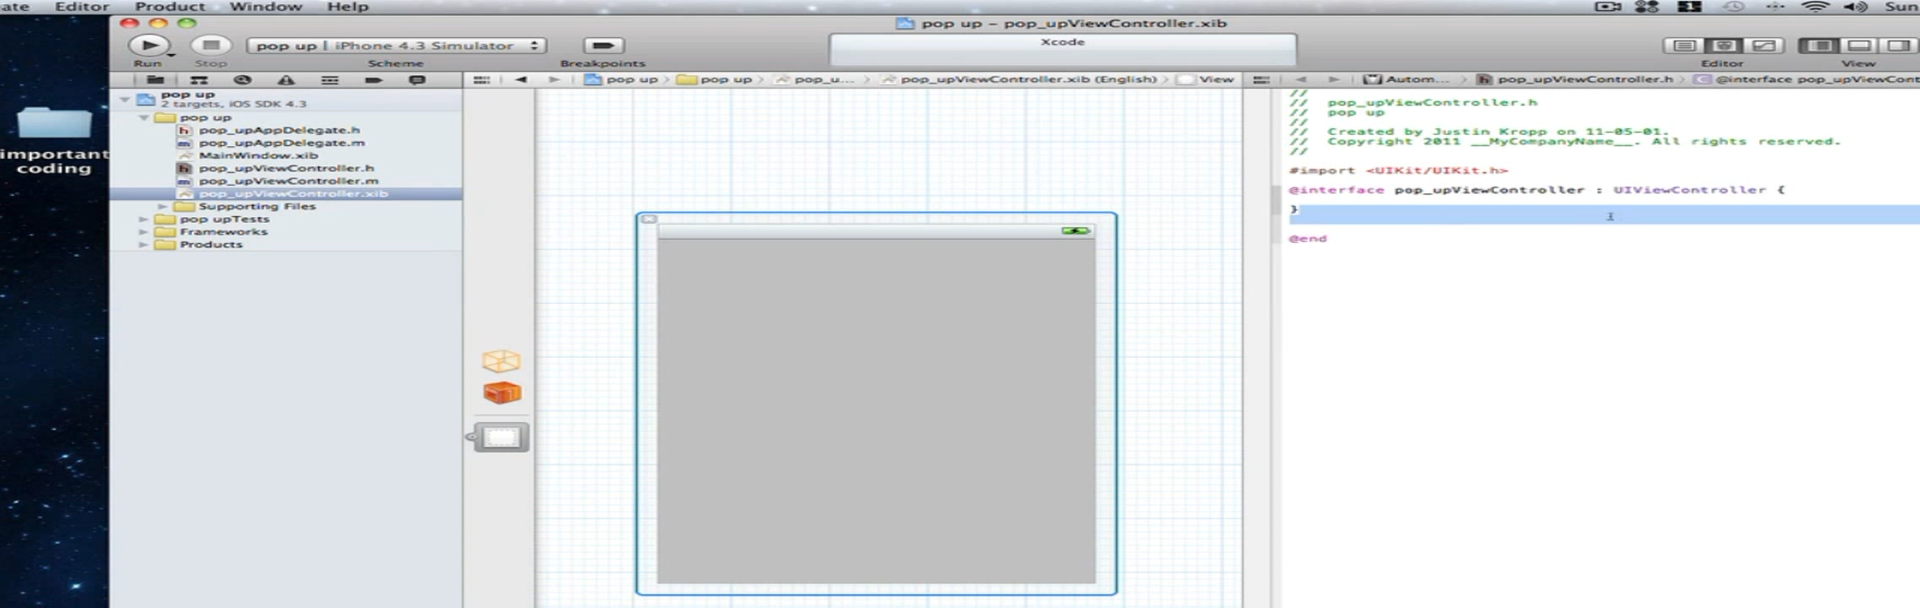 ate Editor Product Window Help
1 Sun
pop up - pop_upViewController.xib
pop up | iPhone 4.3 Simulator
Xcode
Run Stop Scheme Breakpoints Editor View
pop up pop up pop_u... pop_upViewController.xib (English) View
Autom... pop_upViewController.h @interface pop_upViewCont
pop up
2 targets, iOS SDK 4.3
pop up
h pop_upAppDelegate.h
m pop_upAppDelegate.m
MainWindow.xib
h pop_upViewController.h
m pop_upViewController.m
pop_upViewController.xib
Supporting Files
pop upTests
Frameworks
Products
important
coding
//
// pop_upViewController.h
// pop up
//
// Created by Justin Kropp on 11-05-01.
// Copyright 2011 __MyCompanyName__. All rights reserved.
//
#import <UIKit/UIKit.h>
@interface pop_upViewController : UIViewController {
}
@end